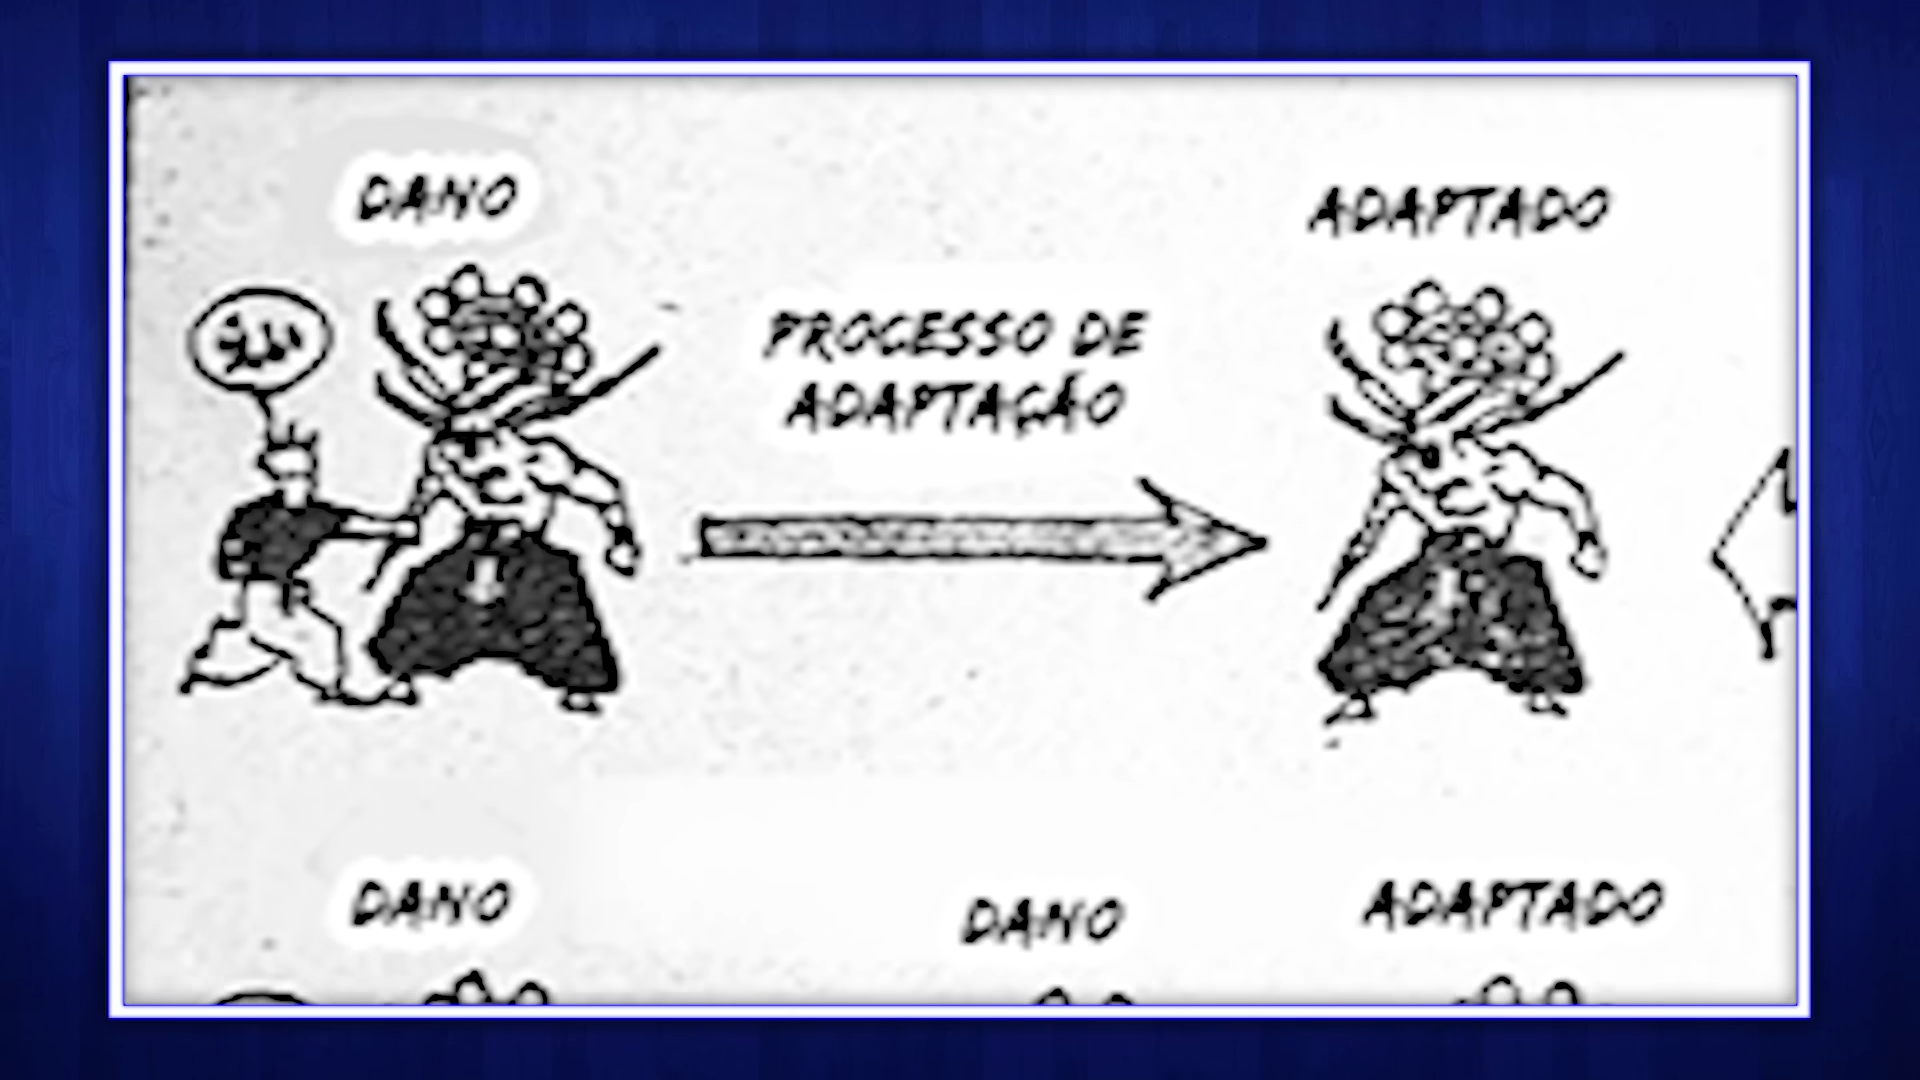 DANO
ADAPTADO
PROCESSO DE
ADAPTAÇÃO
DANO
DANO
ADAPTADO